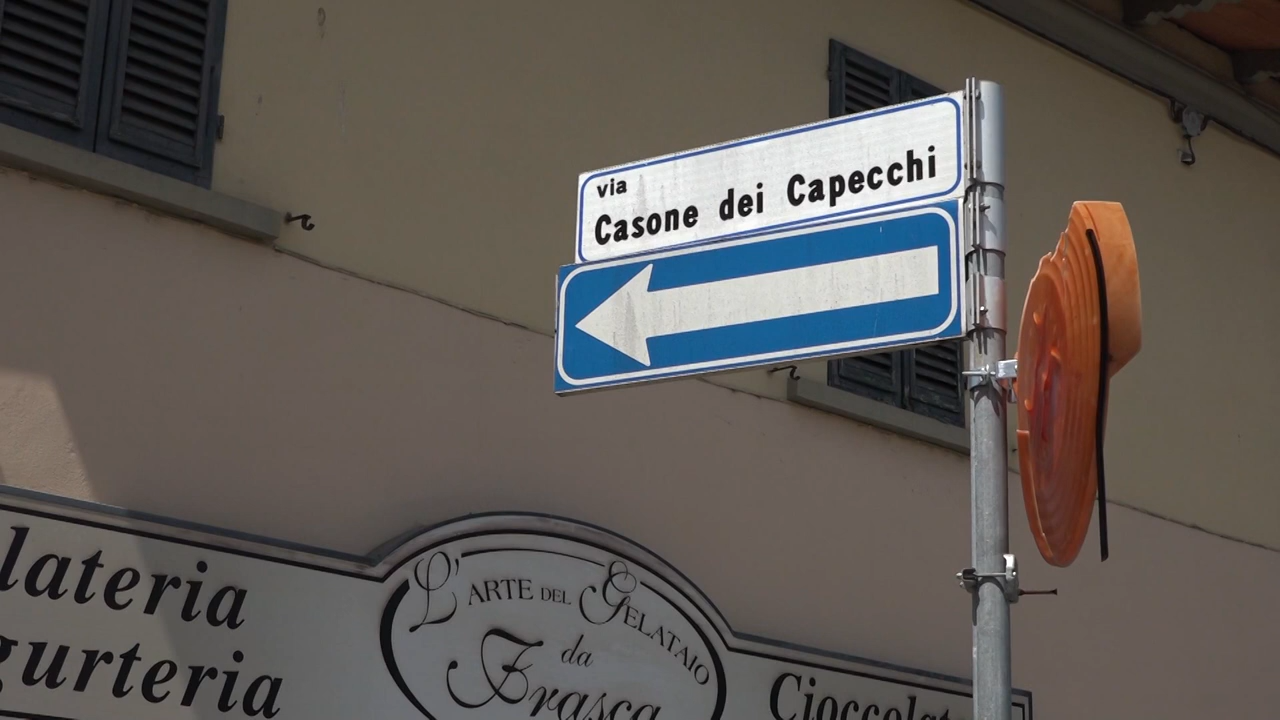 via
Casone dei Capecchi
lateria
gurteria
L'ARTE DEL GELATAIO
da
Frasca
Cioccolat